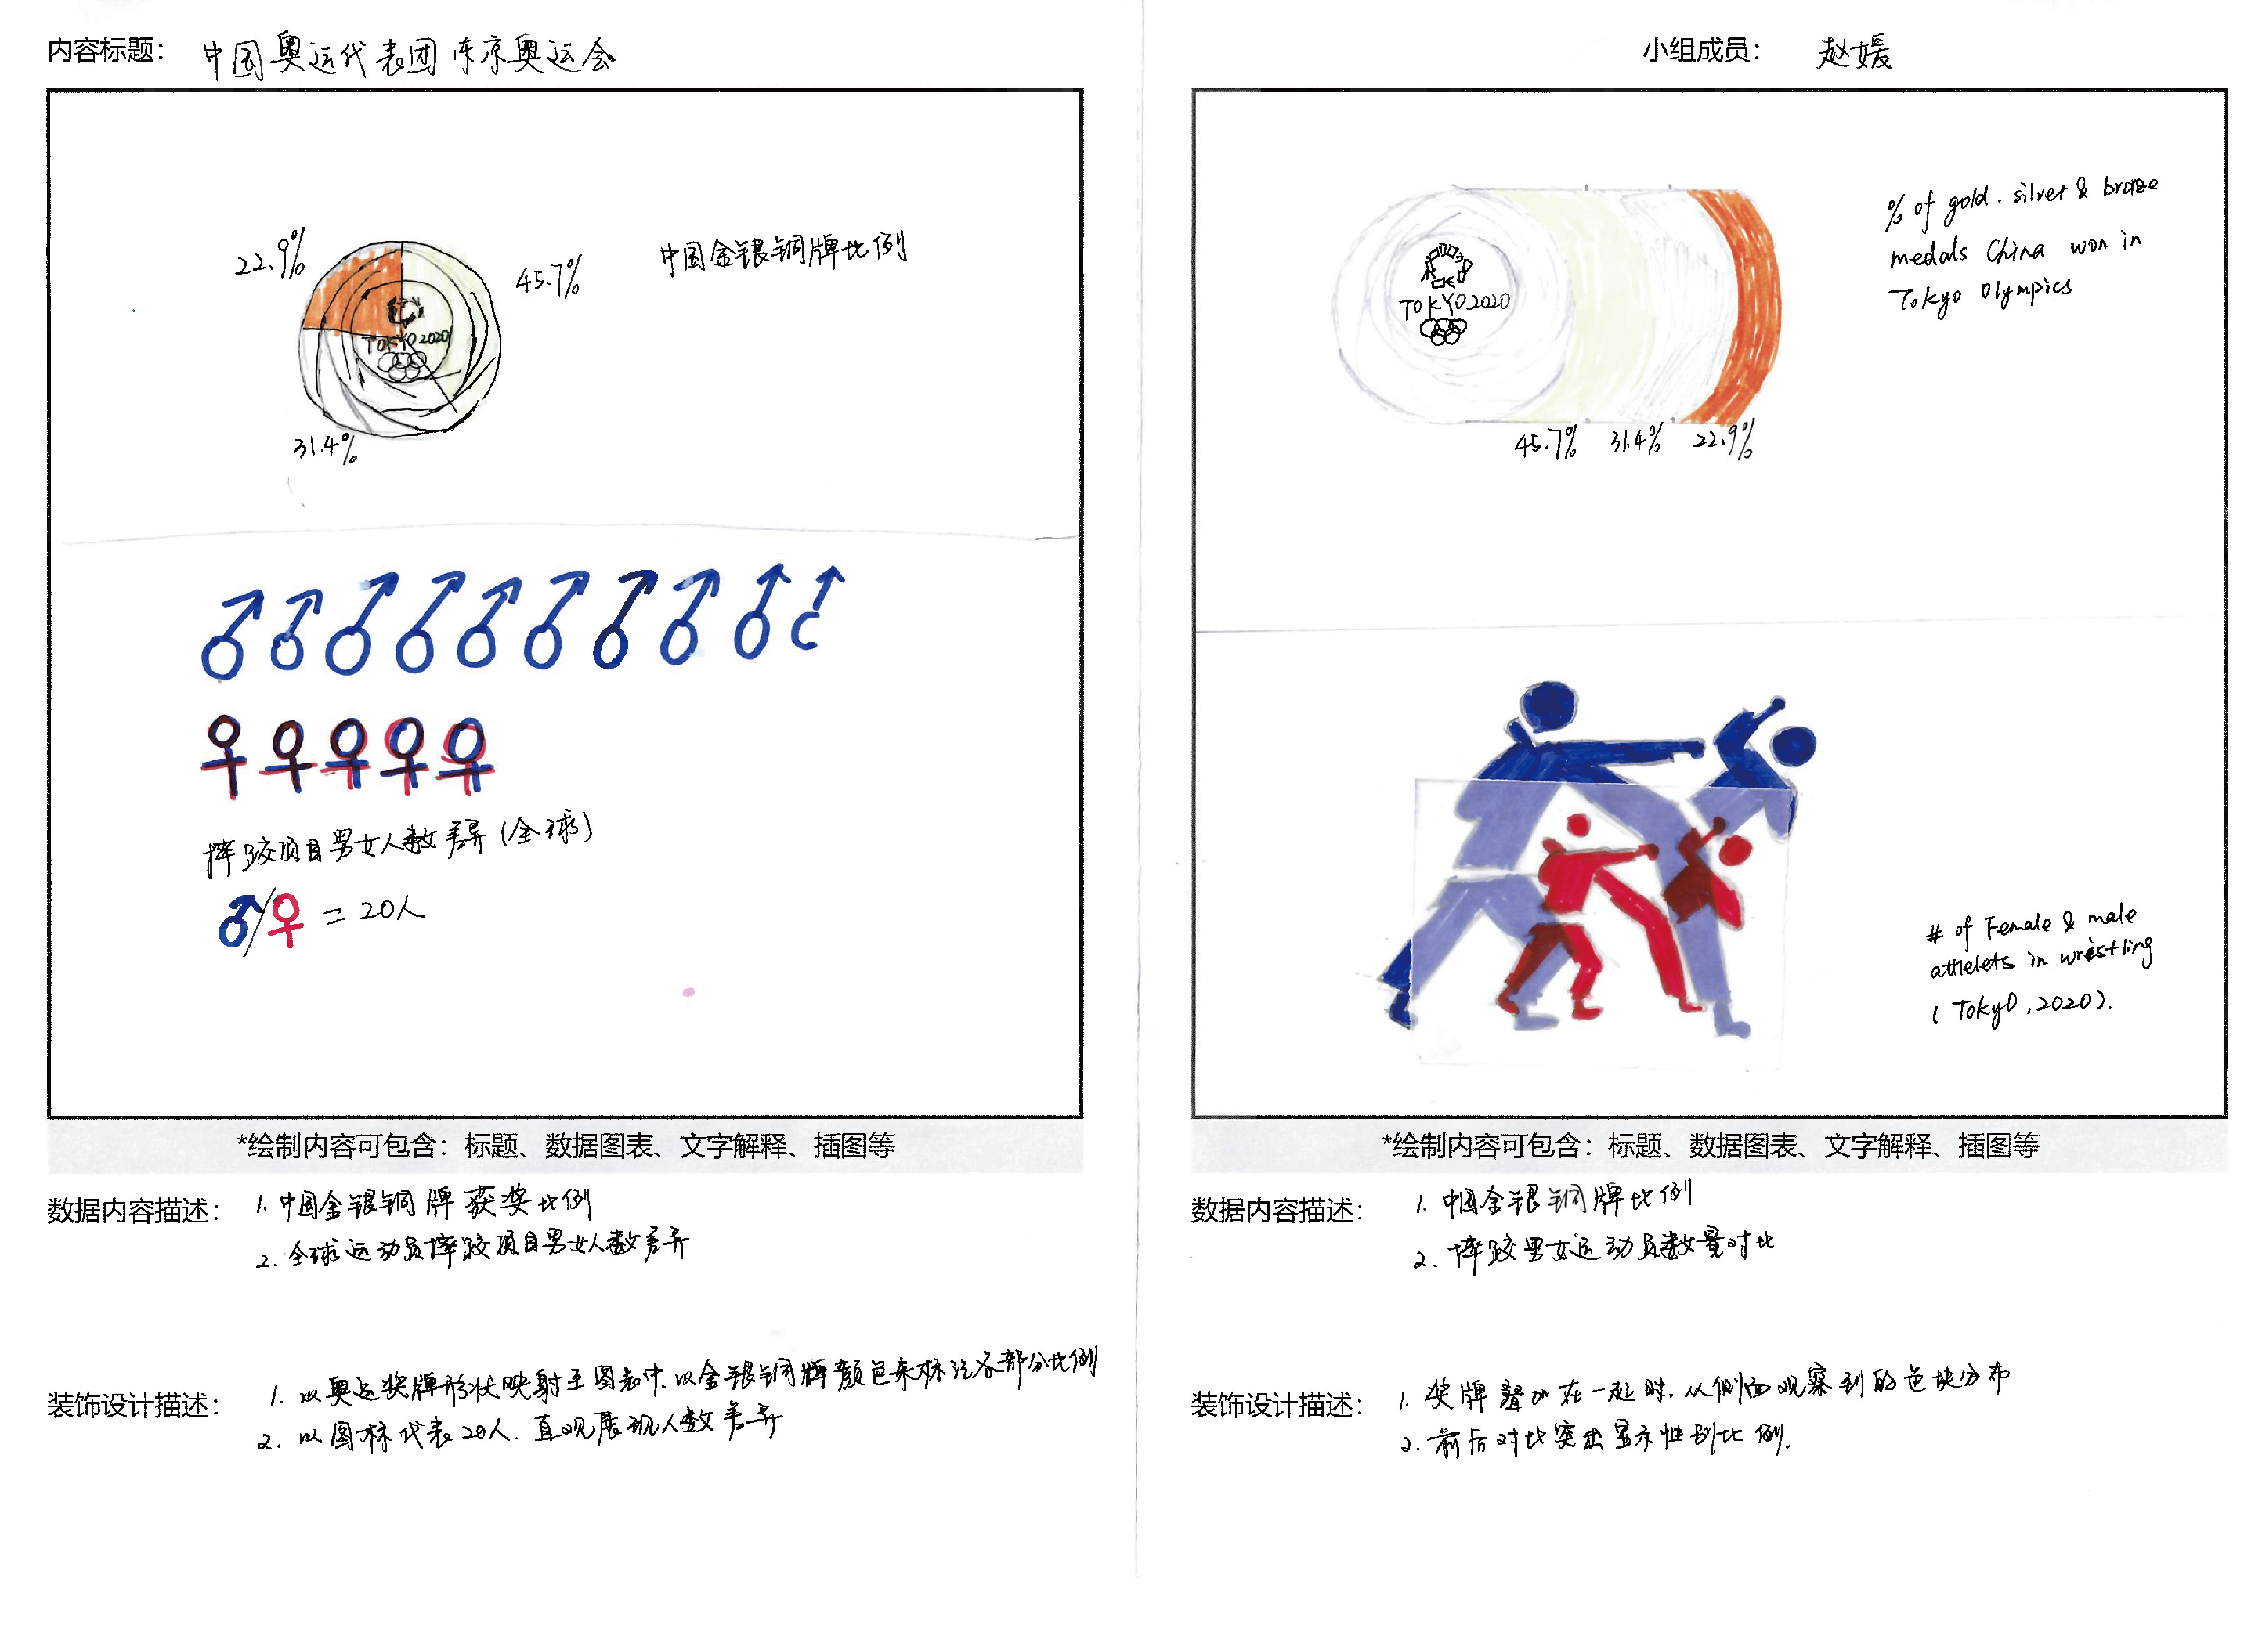 内容标题： 中国奥运代表团 东京奥运会
22.9%
45.7%
中国金银铜牌比例
TOKYO 2020
31.4%
摔跤项目男女人数差异（全球）
♂/♀ = 20人
*绘制内容可包含：标题、数据图表、文字解释、插图等
数据内容描述： 1. 中国金银铜牌获奖比例
2. 全球运动员摔跤项目男女人数差异
装饰设计描述： 1. 以奥运奖牌形状映射至图表中，以金银铜牌颜色来标记各部分比例
2. 以图标代表20人，直观展现人数差异
小组成员： 赵媛
% of gold. silver & bronze
medals China won in
Tokyo Olympics
TOKYO 2020
45.7% 31.4% 22.9%
# of Female & male
athelets in wrestling
( Tokyo, 2020).
*绘制内容可包含：标题、数据图表、文字解释、插图等
数据内容描述： 1. 中国金银铜牌比例
2. 摔跤男女运动员数量对比
装饰设计描述： 1. 奖牌叠加在一起时，从侧面观察到的色块分布
2. 前后对比突出显示性别比例.